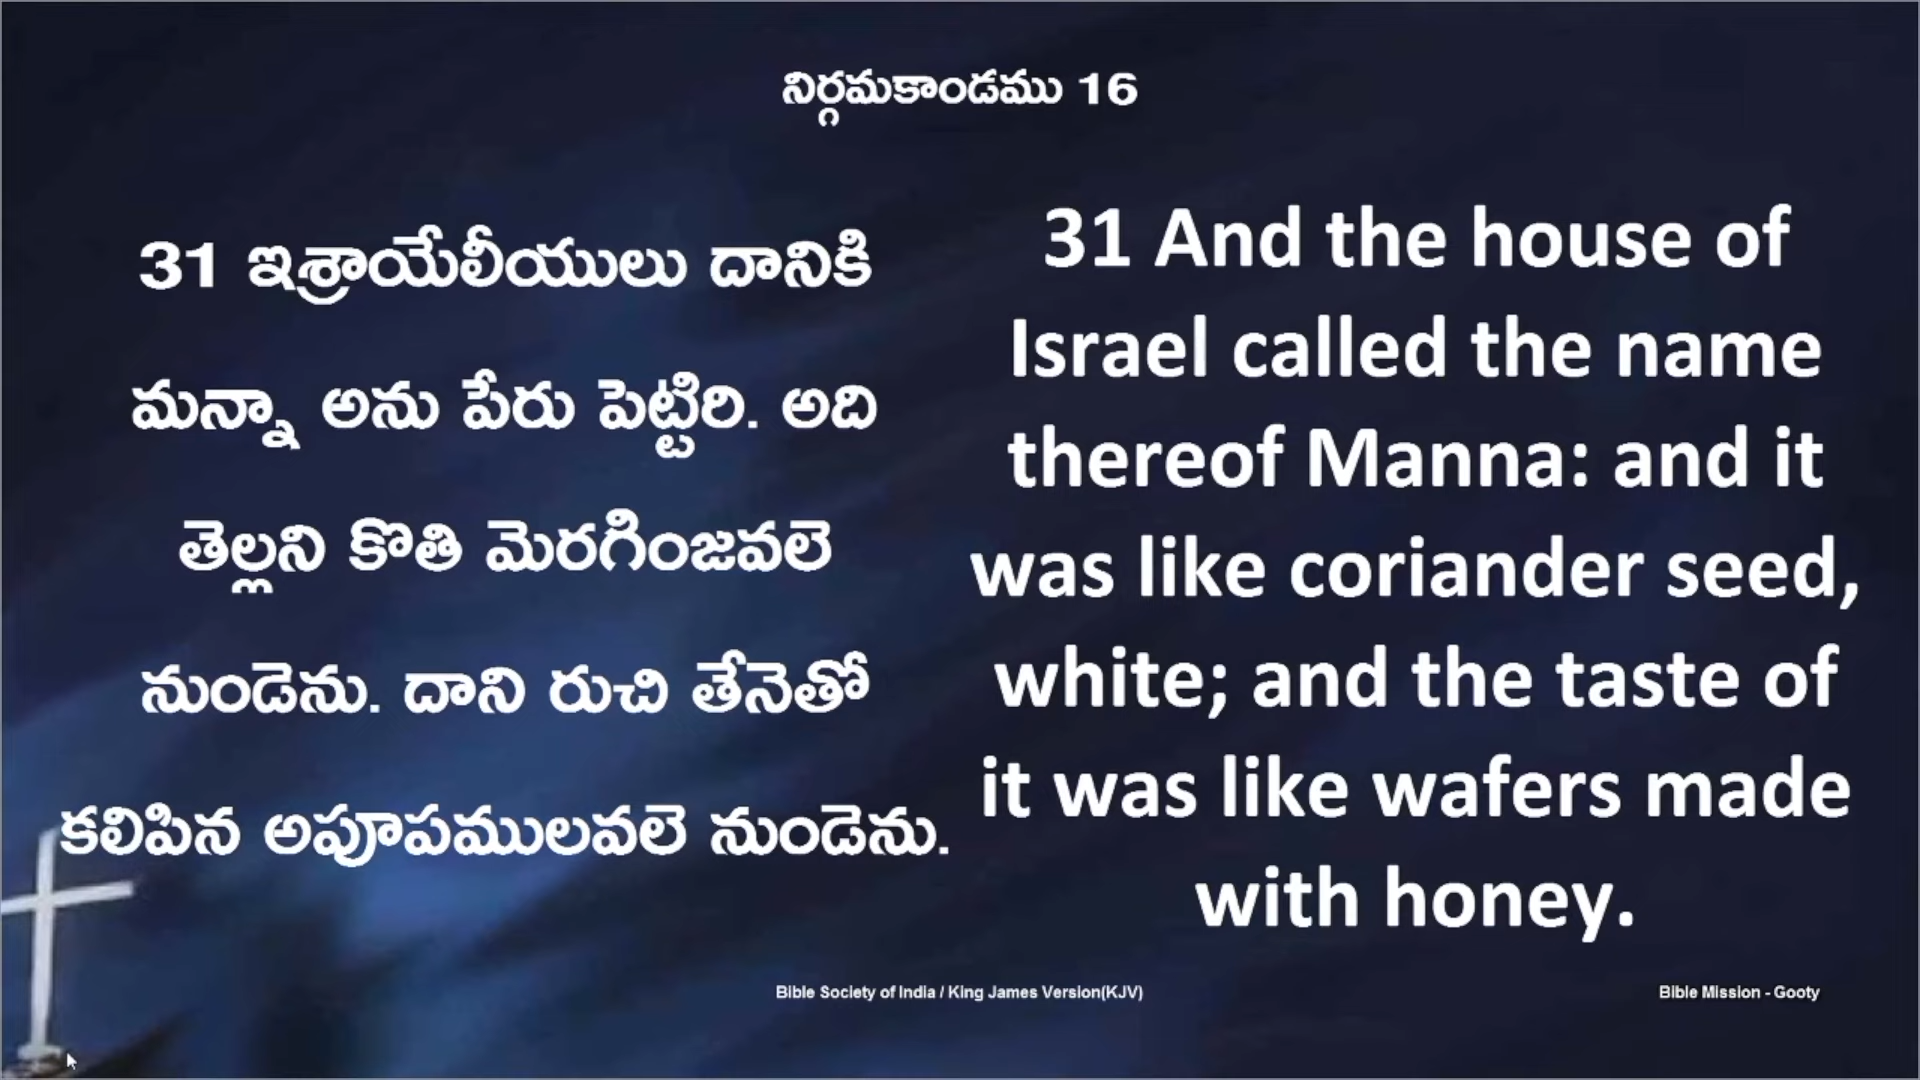 నిర్గమకాండము 16
31 ఇశ్రాయేలీయులు దానికి
మన్నా అను పేరు పెట్టిరి. అది
తెల్లని కొతి మెరగింజవలె
నుండెను. దాని రుచి తేనెతో
కలిపిన అపూపములవలె నుండెను.
31 And the house of
Israel called the name
thereof Manna: and it
was like coriander seed,
white; and the taste of
it was like wafers made
with honey.
Bible Society of India / King James Version(KJV)
Bible Mission - Gooty